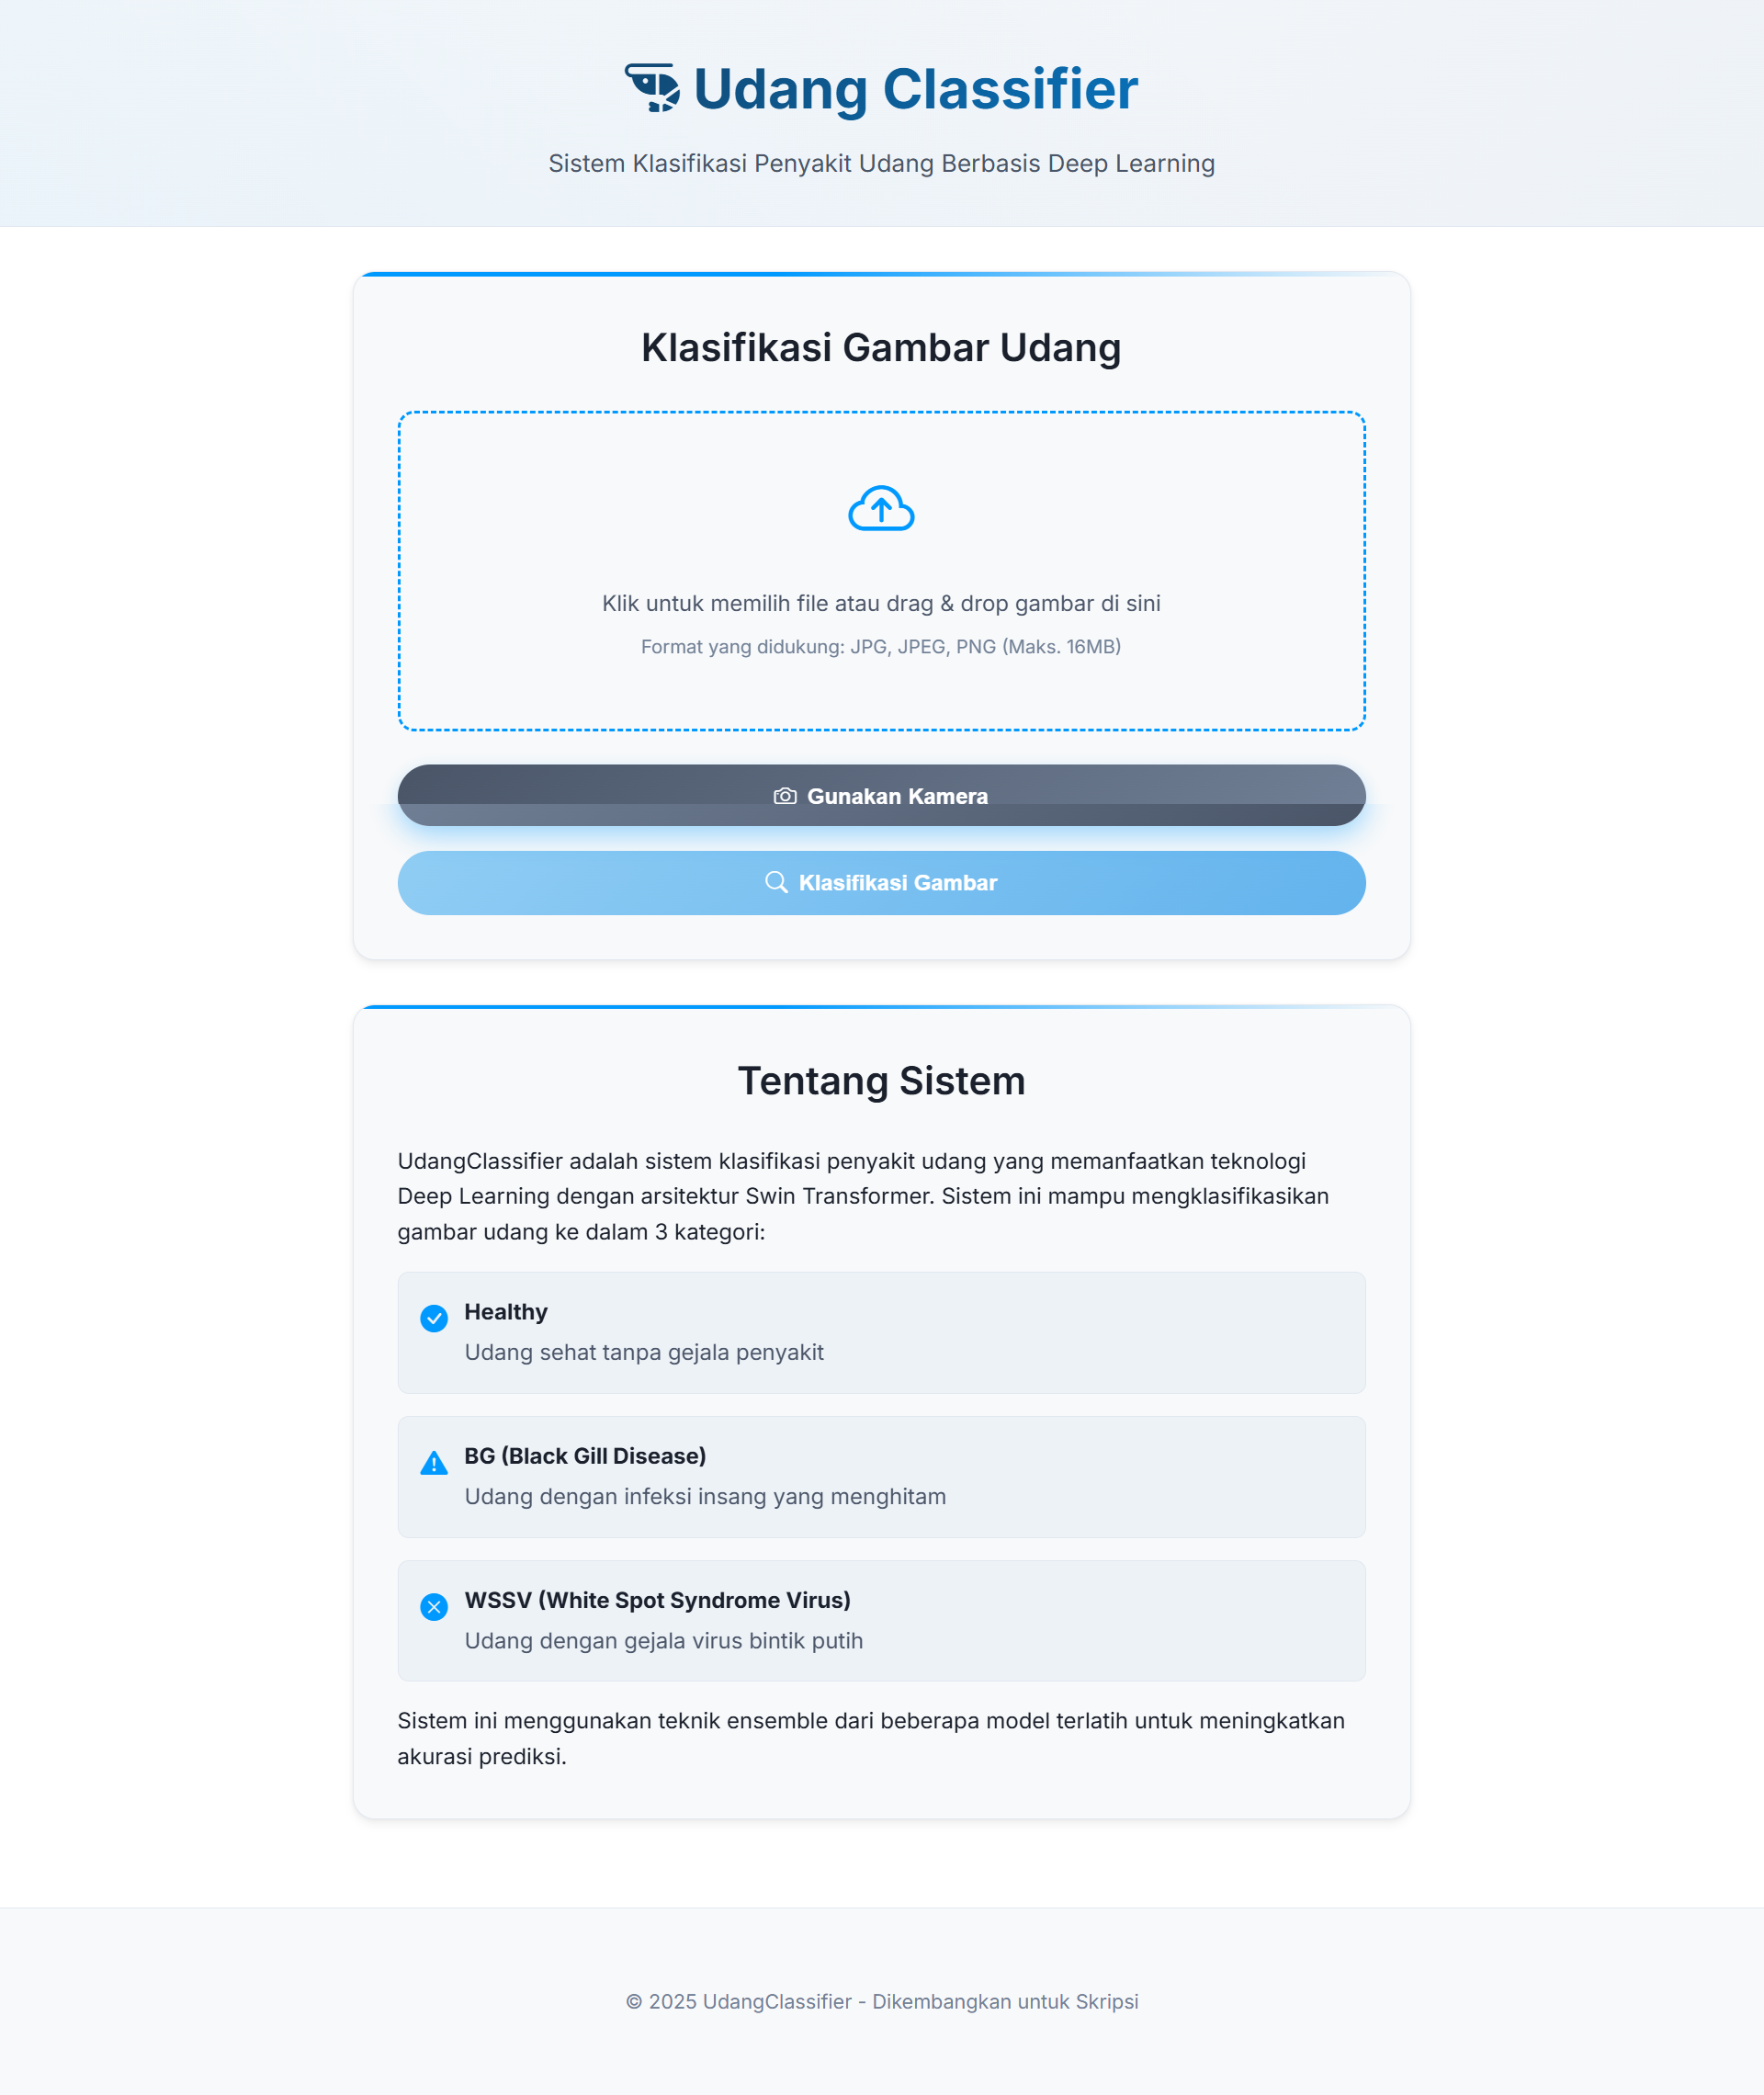 Udang Classifier
Sistem Klasifikasi Penyakit Udang Berbasis Deep Learning
Klasifikasi Gambar Udang
Klik untuk memilih file atau drag & drop gambar di sini
Format yang didukung: JPG, JPEG, PNG (Maks. 16MB)
Gunakan Kamera
Klasifikasi Gambar
Tentang Sistem
UdangClassifier adalah sistem klasifikasi penyakit udang yang memanfaatkan teknologi
Deep Learning dengan arsitektur Swin Transformer. Sistem ini mampu mengklasifikasikan
gambar udang ke dalam 3 kategori:
Healthy
Udang sehat tanpa gejala penyakit
BG (Black Gill Disease)
Udang dengan infeksi insang yang menghitam
WSSV (White Spot Syndrome Virus)
Udang dengan gejala virus bintik putih
Sistem ini menggunakan teknik ensemble dari beberapa model terlatih untuk meningkatkan
akurasi prediksi.
© 2025 UdangClassifier - Dikembangkan untuk Skripsi